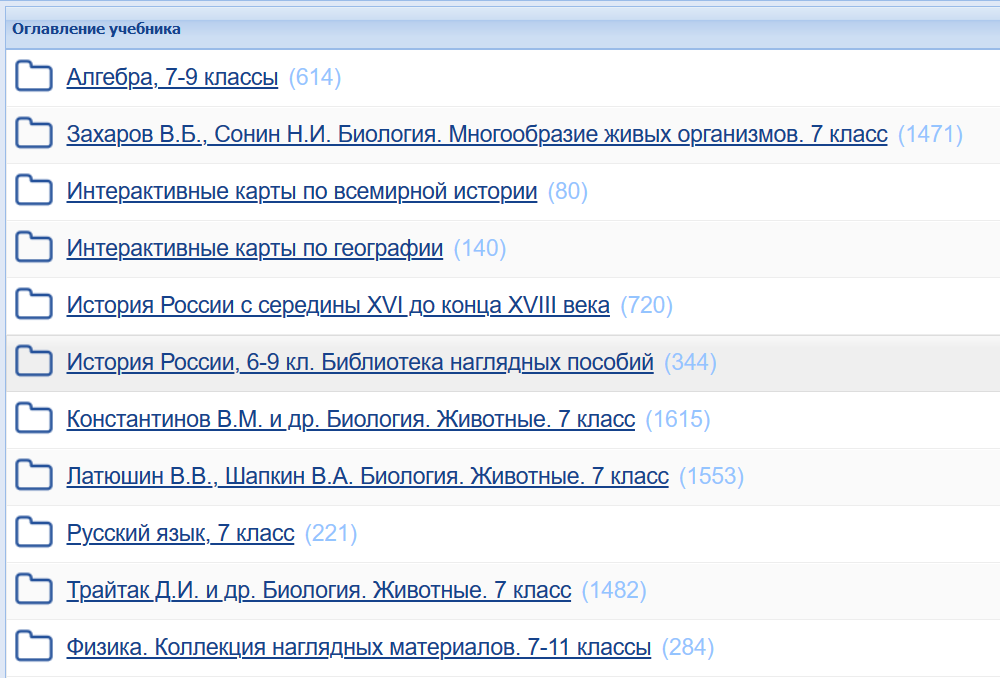 Оглавление учебника
Алгебра, 7-9 классы (614)
Захаров В.Б., Сонин Н.И. Биология. Многообразие живых организмов. 7 класс (1471)
Интерактивные карты по всемирной истории (80)
Интерактивные карты по географии (140)
История России с середины XVI до конца XVIII века (720)
История России, 6-9 кл. Библиотека наглядных пособий (344)
Константинов В.М. и др. Биология. Животные. 7 класс (1615)
Латюшин В.В., Шапкин В.А. Биология. Животные. 7 класс (1553)
Русский язык, 7 класс (221)
Трайтак Д.И. и др. Биология. Животные. 7 класс (1482)
Физика. Коллекция наглядных материалов. 7-11 классы (284)